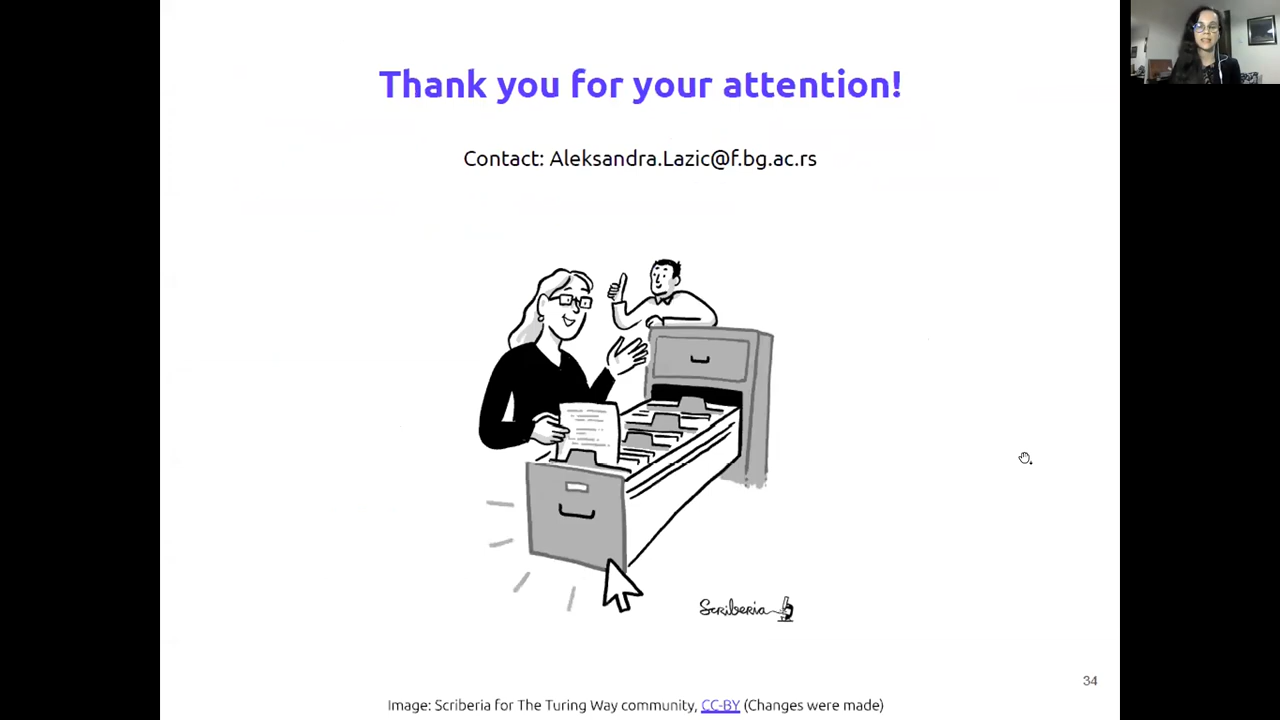 Thank you for your attention!
Contact: Aleksandra.Lazic@f.bg.ac.rs
Scriberia
34
Image: Scriberia for The Turing Way community, CC-BY (Changes were made)